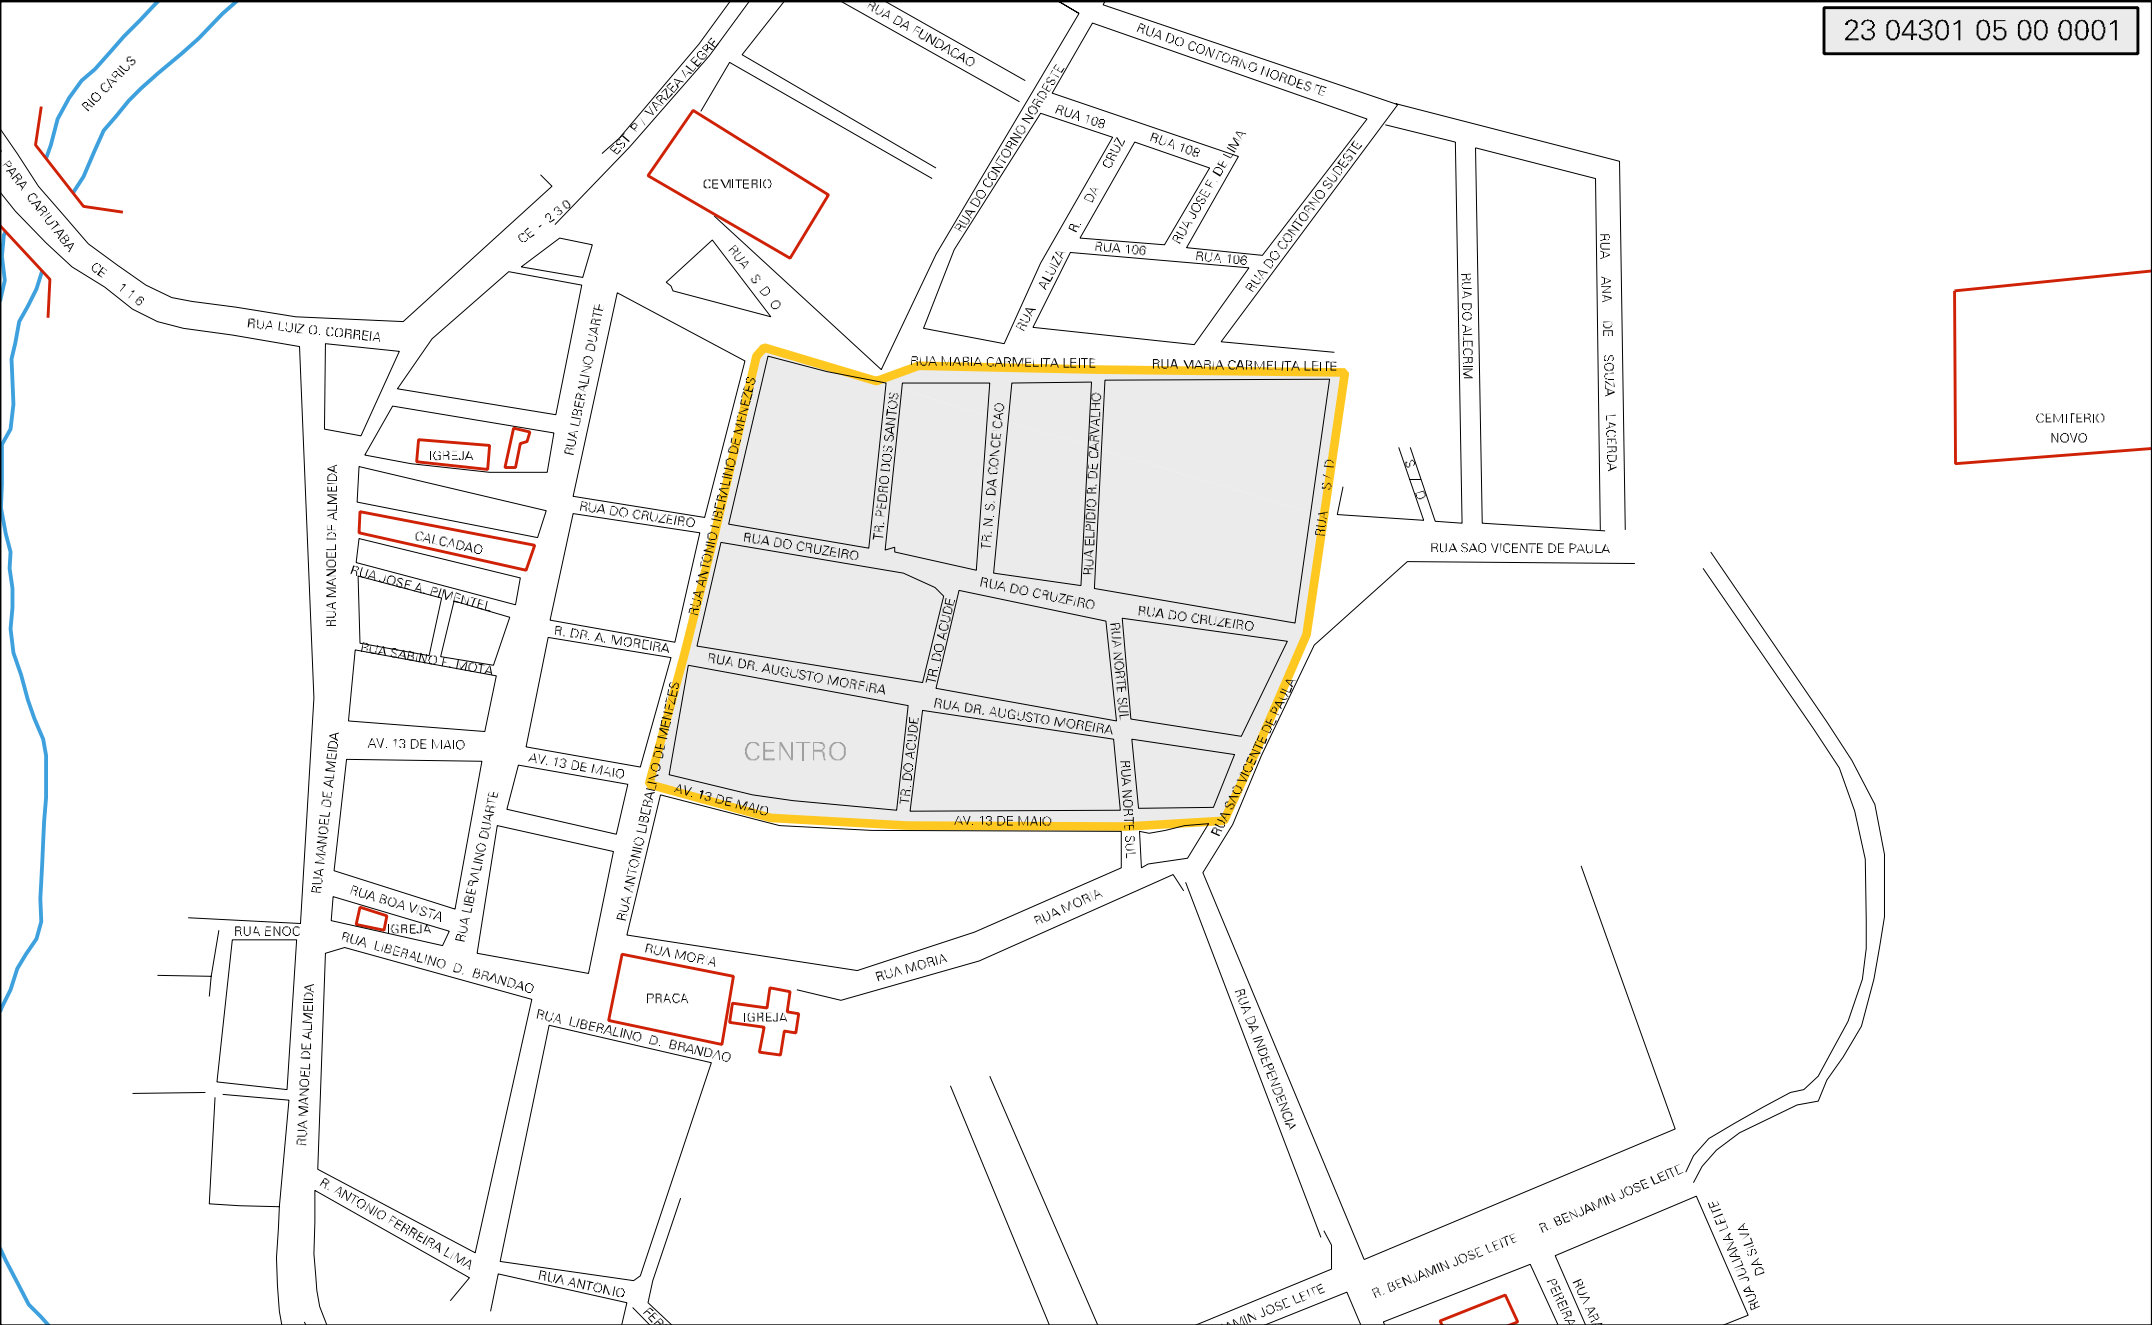 23 04301 05 00 0001
RUA DA FUNDACAO
RUA DO CONTORNO NORDESTE
EST. P / VARZEA ALEGRE
RIO CARIUS
RUA DO CONTORNO NORDESTE
RUA 108
RUA 108
CEMITERIO
R. DA CRUZ
RUA JOSE F. DE LIMA
RUA DO CONTORNO SUDESTE
PARA CARIUTABA
CE 116
CE - 230
RUA S D O
RUA 106
RUA 106
RUA ALUIZA
RUA ANA DE SOUZA LACERDA
RUA DO ALECRIM
RUA LUIZ O. CORREIA
RUA LIBERALINO DUARTE
RUA MARIA CARMELITA LEITE
RUA MARIA CARMELITA LEITE
RUA ANTONIO LIBERALINO DE MENEZES
TR. PEDRO DOS SANTOS
TR. N. S. DA CONCE CAO
RUA ELPIDIO R. DE CARVALHO
RUA S / D
S / D
CEMITERIO
NOVO
IGREJA
RUA MANOEL DE ALMEIDA
CALCADAO
RUA DO CRUZEIRO
RUA DO CRUZEIRO
RUA SAO VICENTE DE PAULA
RUA JOSE A. PIMENTEL
RUA DO CRUZEIRO
RUA DO CRUZEIRO
R. DR. A. MOREIRA
TR. DO ACUDE
RUA NORTE SUL
RUA SABINO F. MOTA
RUA DR. AUGUSTO MOREIRA
RUA DR. AUGUSTO MOREIRA
RUA ANTONIO LIBERALINO DE MENEZES
RUA SAO VICENTE DE PAULA
AV. 13 DE MAIO
CENTRO
TR. DO ACUDE
RUA NORTE SUL
AV. 13 DE MAIO
AV. 13 DE MAIO
AV. 13 DE MAIO
RUA MANOEL DE ALMEIDA
RUA LIBERALINO DUARTE
RUA BOA VISTA
IGREJA
RUA ENOC
RUA LIBERALINO D. BRANDAO
RUA MORIA
RUA MORIA
RUA MORIA
PRACA
IGREJA
RUA LIBERALINO D. BRANDAO
RUA MANOEL DE ALMEIDA
RUA DA INDEPENDENCIA
R. ANTONIO FERREIRA LIMA
RUA ANTONIO
FER
R. BENJAMIN JOSE LEITE
R. BENJAMIN JOSE LEITE
AMIN JOSE LEITE
RUA JULIANA LEITE
DA SILVA
RUA ARA
PEREIRA